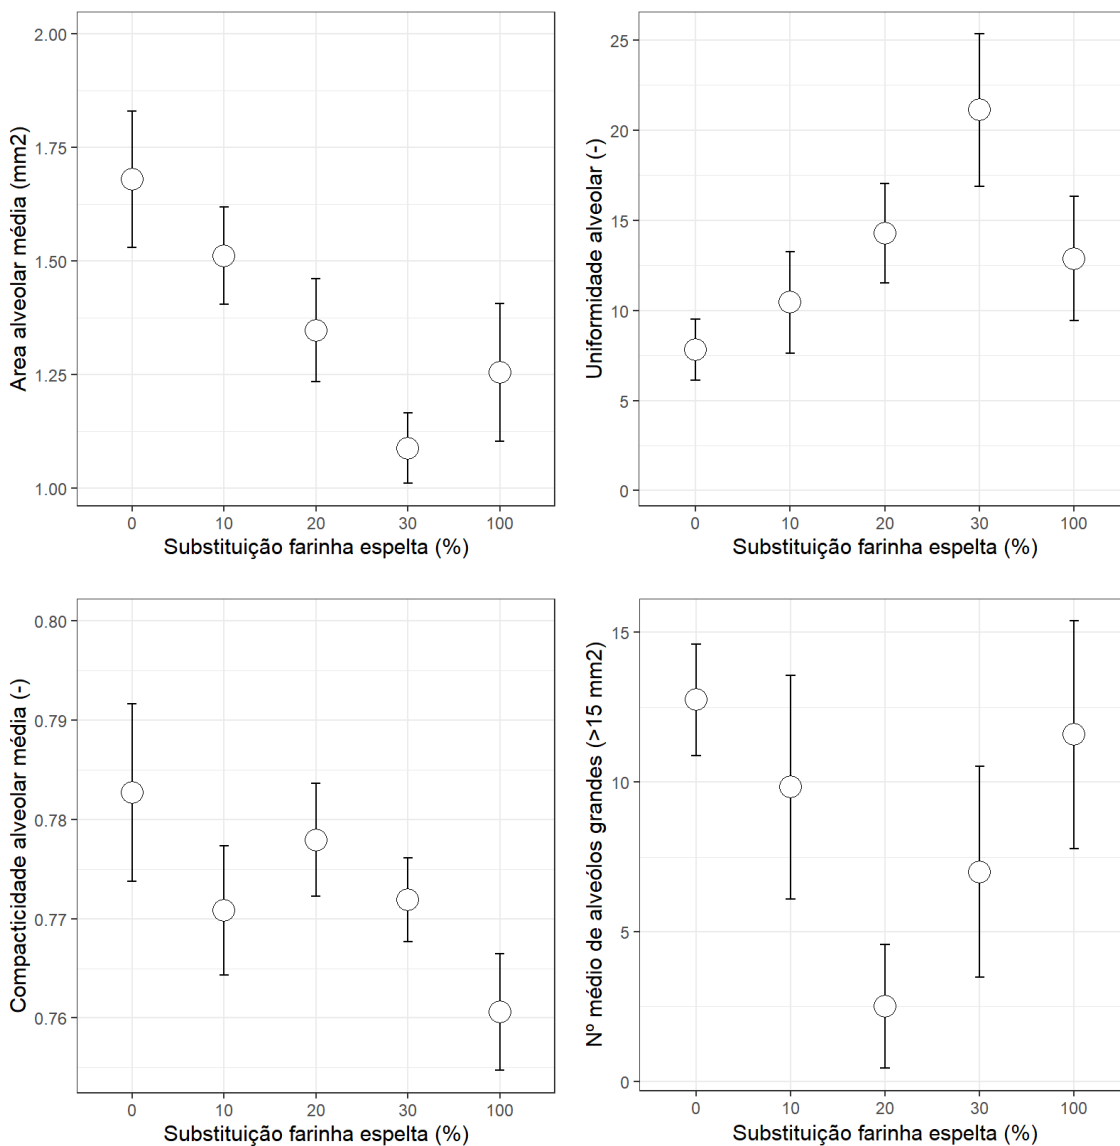 Area alveolar média (mm2)
2.00
1.75
1.50
1.25
1.00
0 10 20 30 100
Substituição farinha espelta (%)
Uniformidade alveolar (-)
25
20
15
10
5
0
0 10 20 30 100
Substituição farinha espelta (%)
Compacticidade alveolar média (-)
0.80
0.79
0.78
0.77
0.76
0 10 20 30 100
Substituição farinha espelta (%)
Nº médio de alveólos grandes (>15 mm2)
15
10
5
0
0 10 20 30 100
Substituição farinha espelta (%)